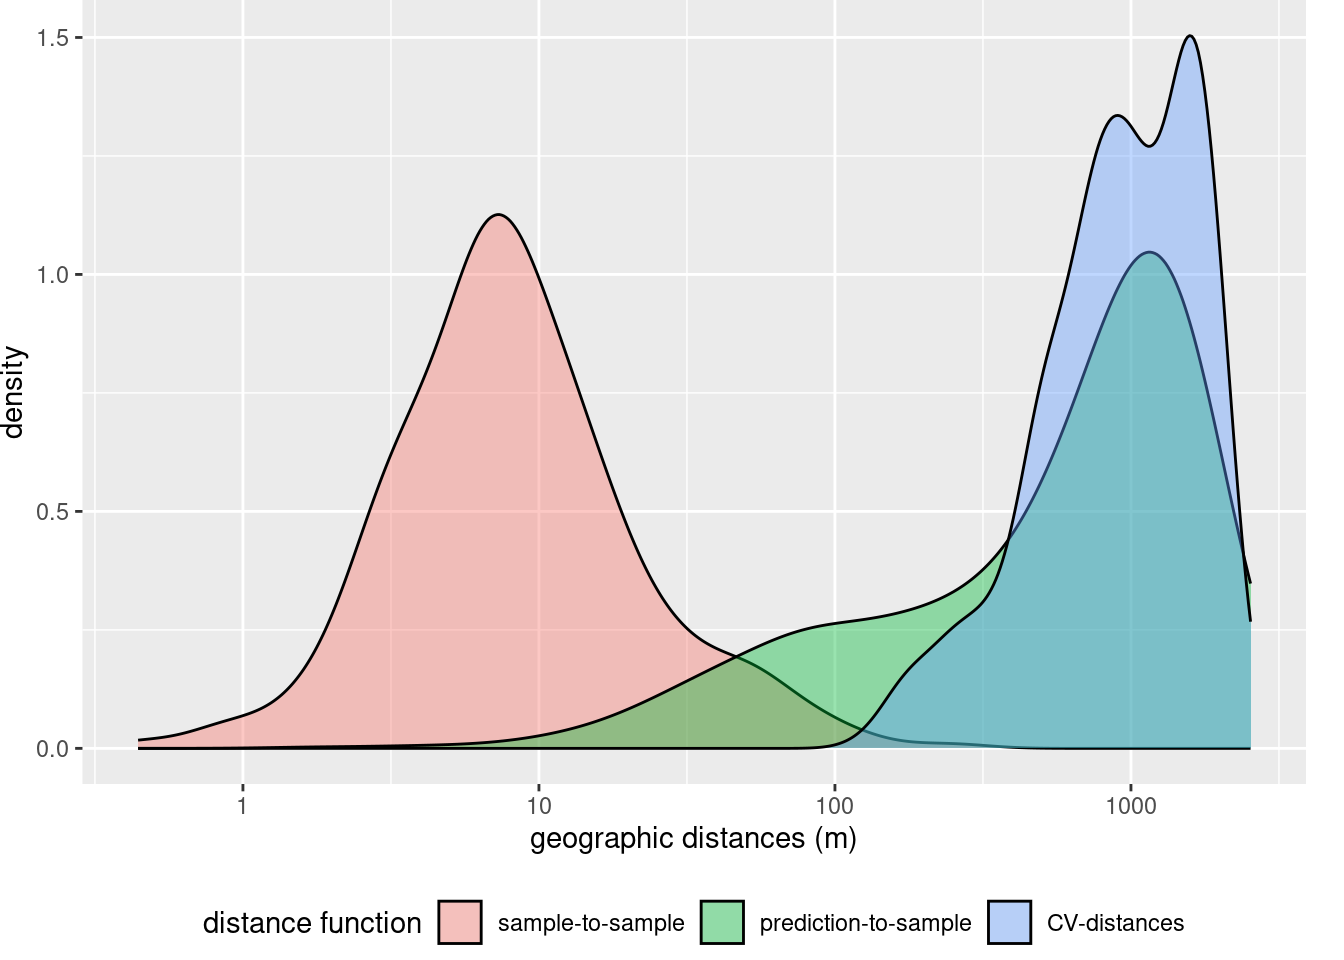 1.5
1.0
0.5
0.0
density
1 10 100 1000
geographic distances (m)
distance function sample-to-sample prediction-to-sample CV-distances